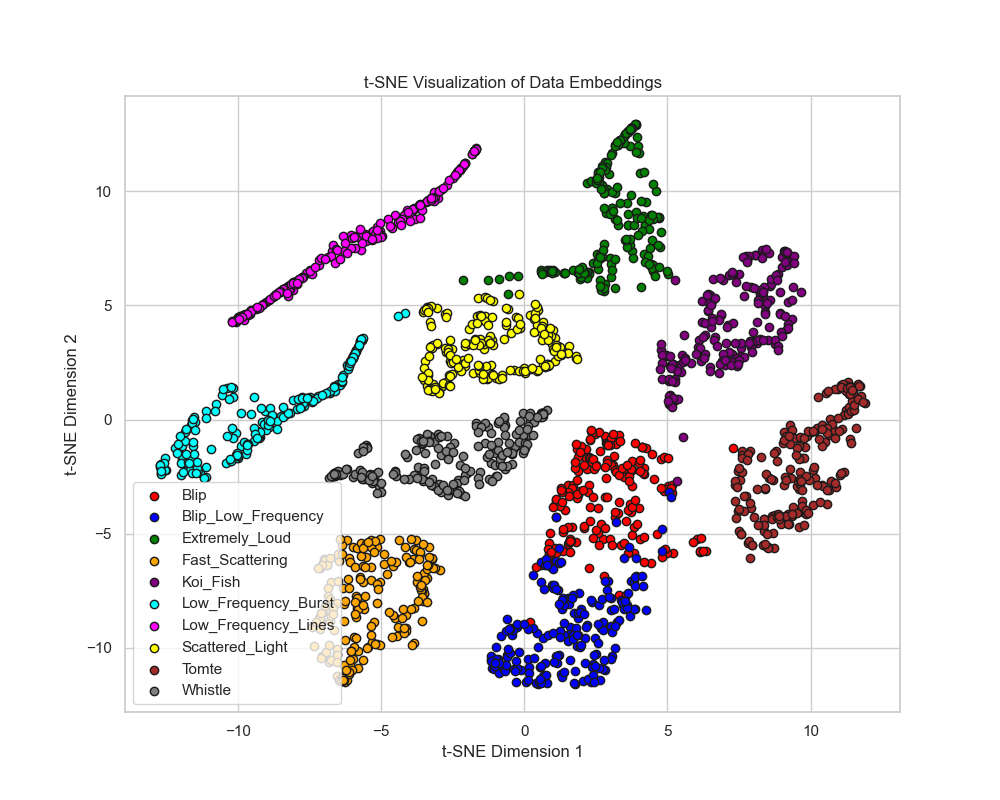 t-SNE Visualization of Data Embeddings
10
5
0
−5
−10
t-SNE Dimension 2
Blip
Blip_Low_Frequency
Extremely_Loud
Fast_Scattering
Koi_Fish
Low_Frequency_Burst
Low_Frequency_Lines
Scattered_Light
Tomte
Whistle
−10 −5 0 5 10
t-SNE Dimension 1